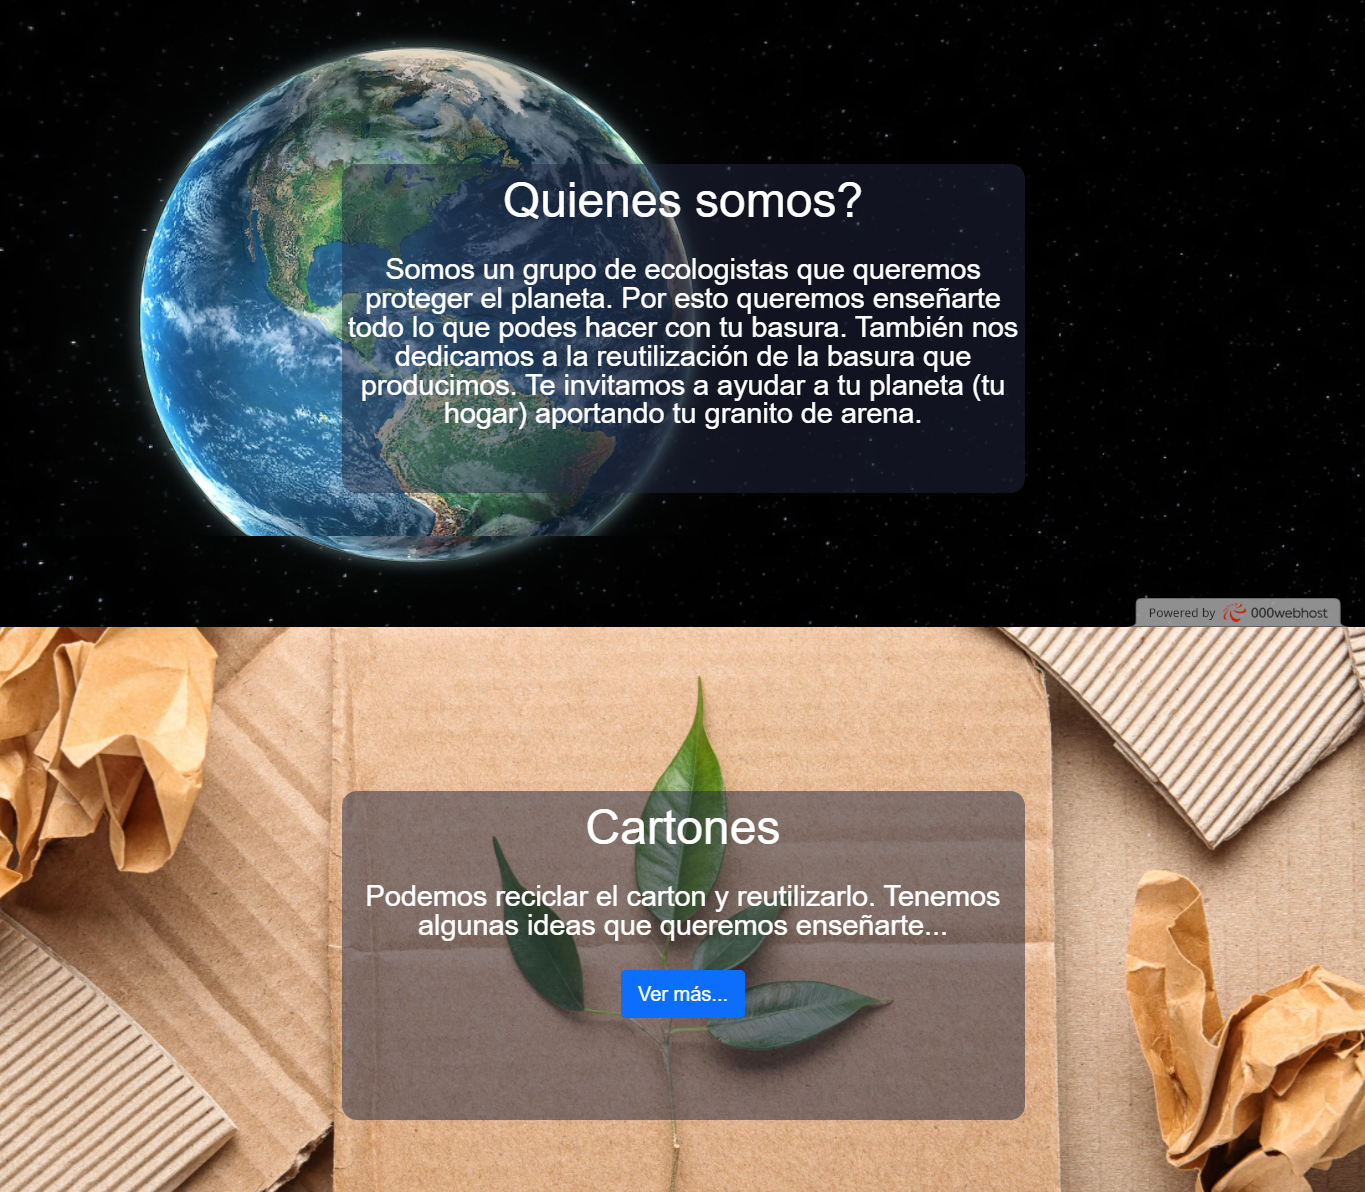 Quienes somos?
Somos un grupo de ecologistas que queremos
proteger el planeta. Por esto queremos enseñarte
todo lo que podes hacer con tu basura. También nos
dedicamos a la reutilización de la basura que
producimos. Te invitamos a ayudar a tu planeta (tu
hogar) aportando tu granito de arena.
Powered by 000webhost
Cartones
Podemos reciclar el carton y reutilizarlo. Tenemos
algunas ideas que queremos enseñarte...
Ver más...